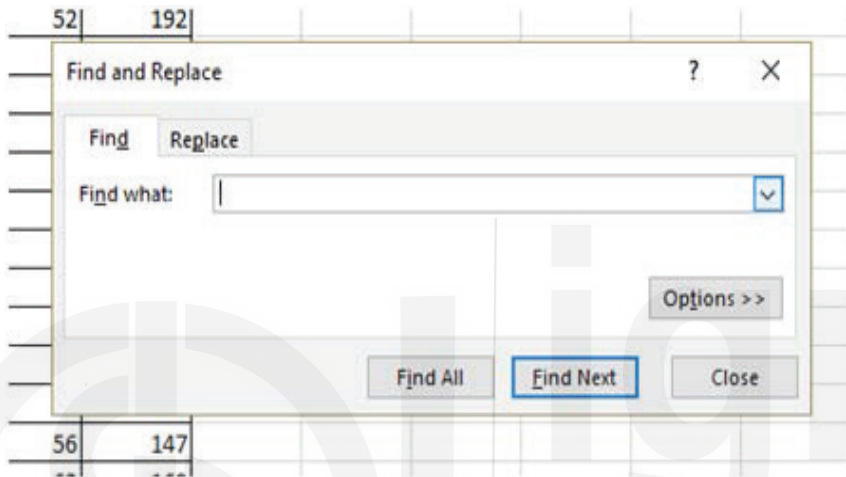 52 192
Find and Replace ? X
Find Replace
Find what:
Options >>
Find All Find Next Close
56 147